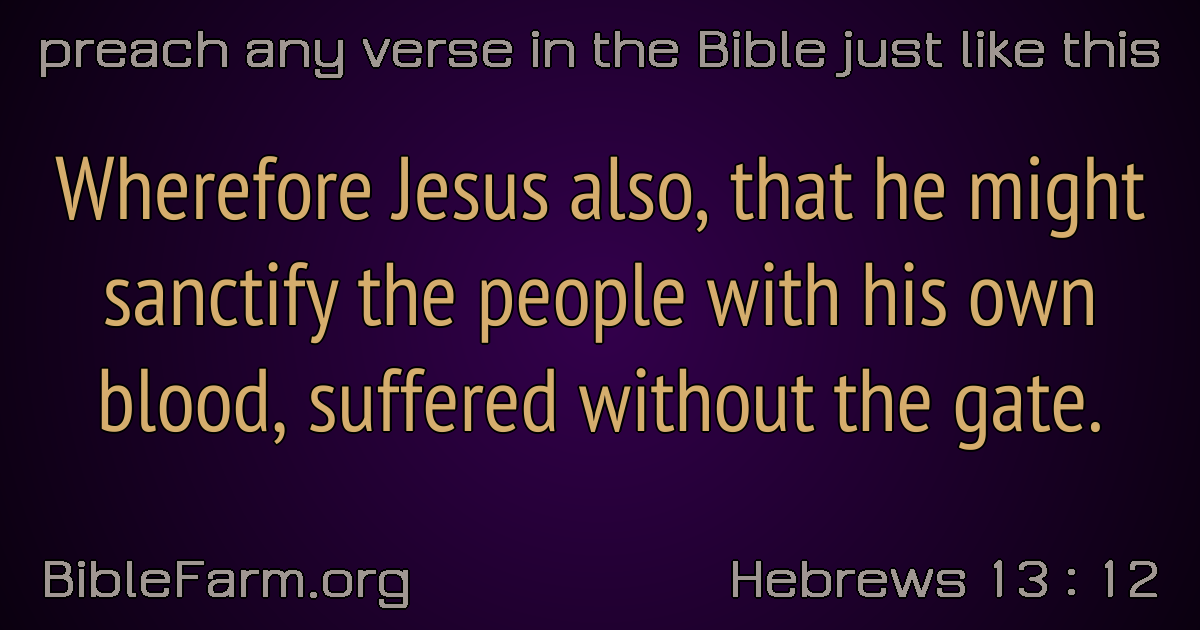 preach any verse in the Bible just like this
Wherefore Jesus also, that he might
sanctify the people with his own
blood, suffered without the gate.
BibleFarm.org
Hebrews 13 : 12